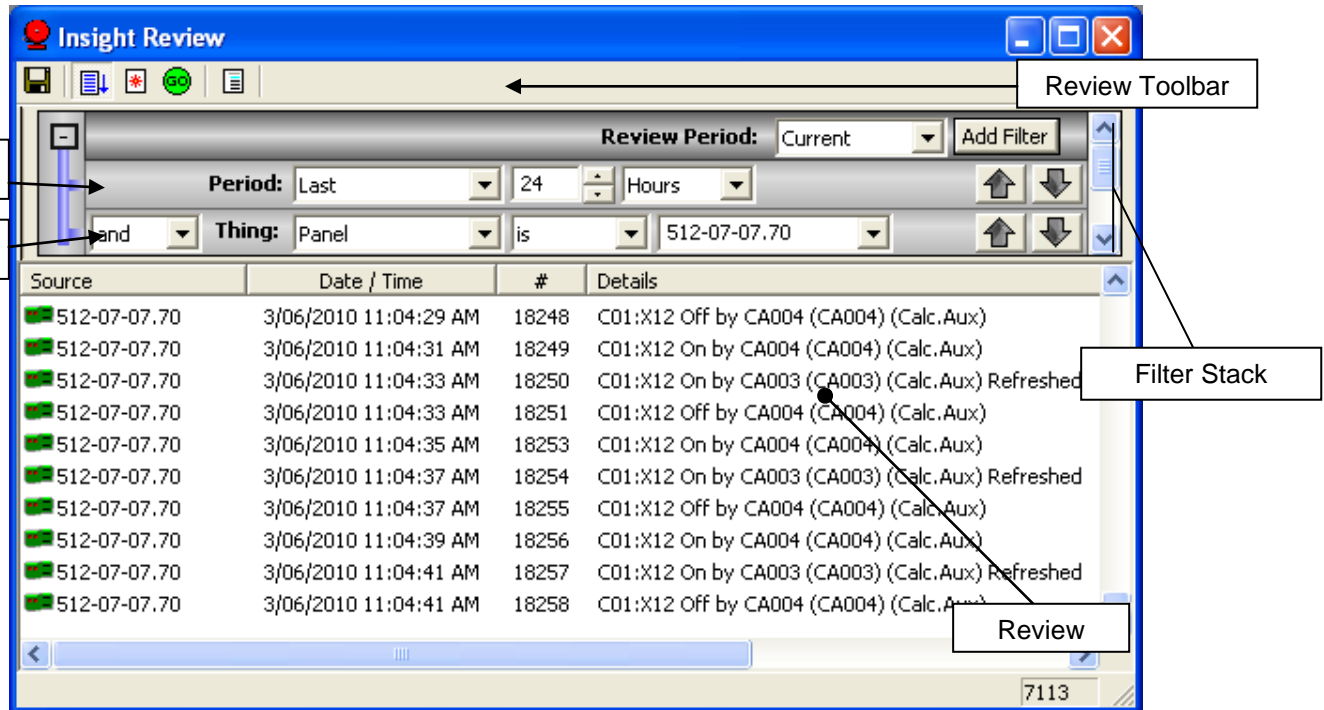 Insight Review
GO
Review Toolbar
Review Period: Current Add Filter
Period: Last 24 Hours
and Thing: Panel is 512-07-07.70
Source Date / Time # Details
512-07-07.70 3/06/2010 11:04:29 AM 18248 C01:X12 Off by CA004 (CA004) (Calc.Aux)
512-07-07.70 3/06/2010 11:04:31 AM 18249 C01:X12 On by CA004 (CA004) (Calc.Aux)
512-07-07.70 3/06/2010 11:04:33 AM 18250 C01:X12 On by CA003 (CA003) (Calc.Aux) Refreshed
Filter Stack
512-07-07.70 3/06/2010 11:04:33 AM 18251 C01:X12 Off by CA004 (CA004) (Calc.Aux)
512-07-07.70 3/06/2010 11:04:35 AM 18253 C01:X12 On by CA004 (CA004) (Calc.Aux)
512-07-07.70 3/06/2010 11:04:37 AM 18254 C01:X12 On by CA003 (CA003) (Calc.Aux) Refreshed
512-07-07.70 3/06/2010 11:04:37 AM 18255 C01:X12 Off by CA004 (CA004) (Calc.Aux)
512-07-07.70 3/06/2010 11:04:39 AM 18256 C01:X12 On by CA004 (CA004) (Calc.Aux)
512-07-07.70 3/06/2010 11:04:41 AM 18257 C01:X12 On by CA003 (CA003) (Calc.Aux) Refreshed
512-07-07.70 3/06/2010 11:04:41 AM 18258 C01:X12 Off by CA004 (CA004) (Calc.Aux)
Review
7113